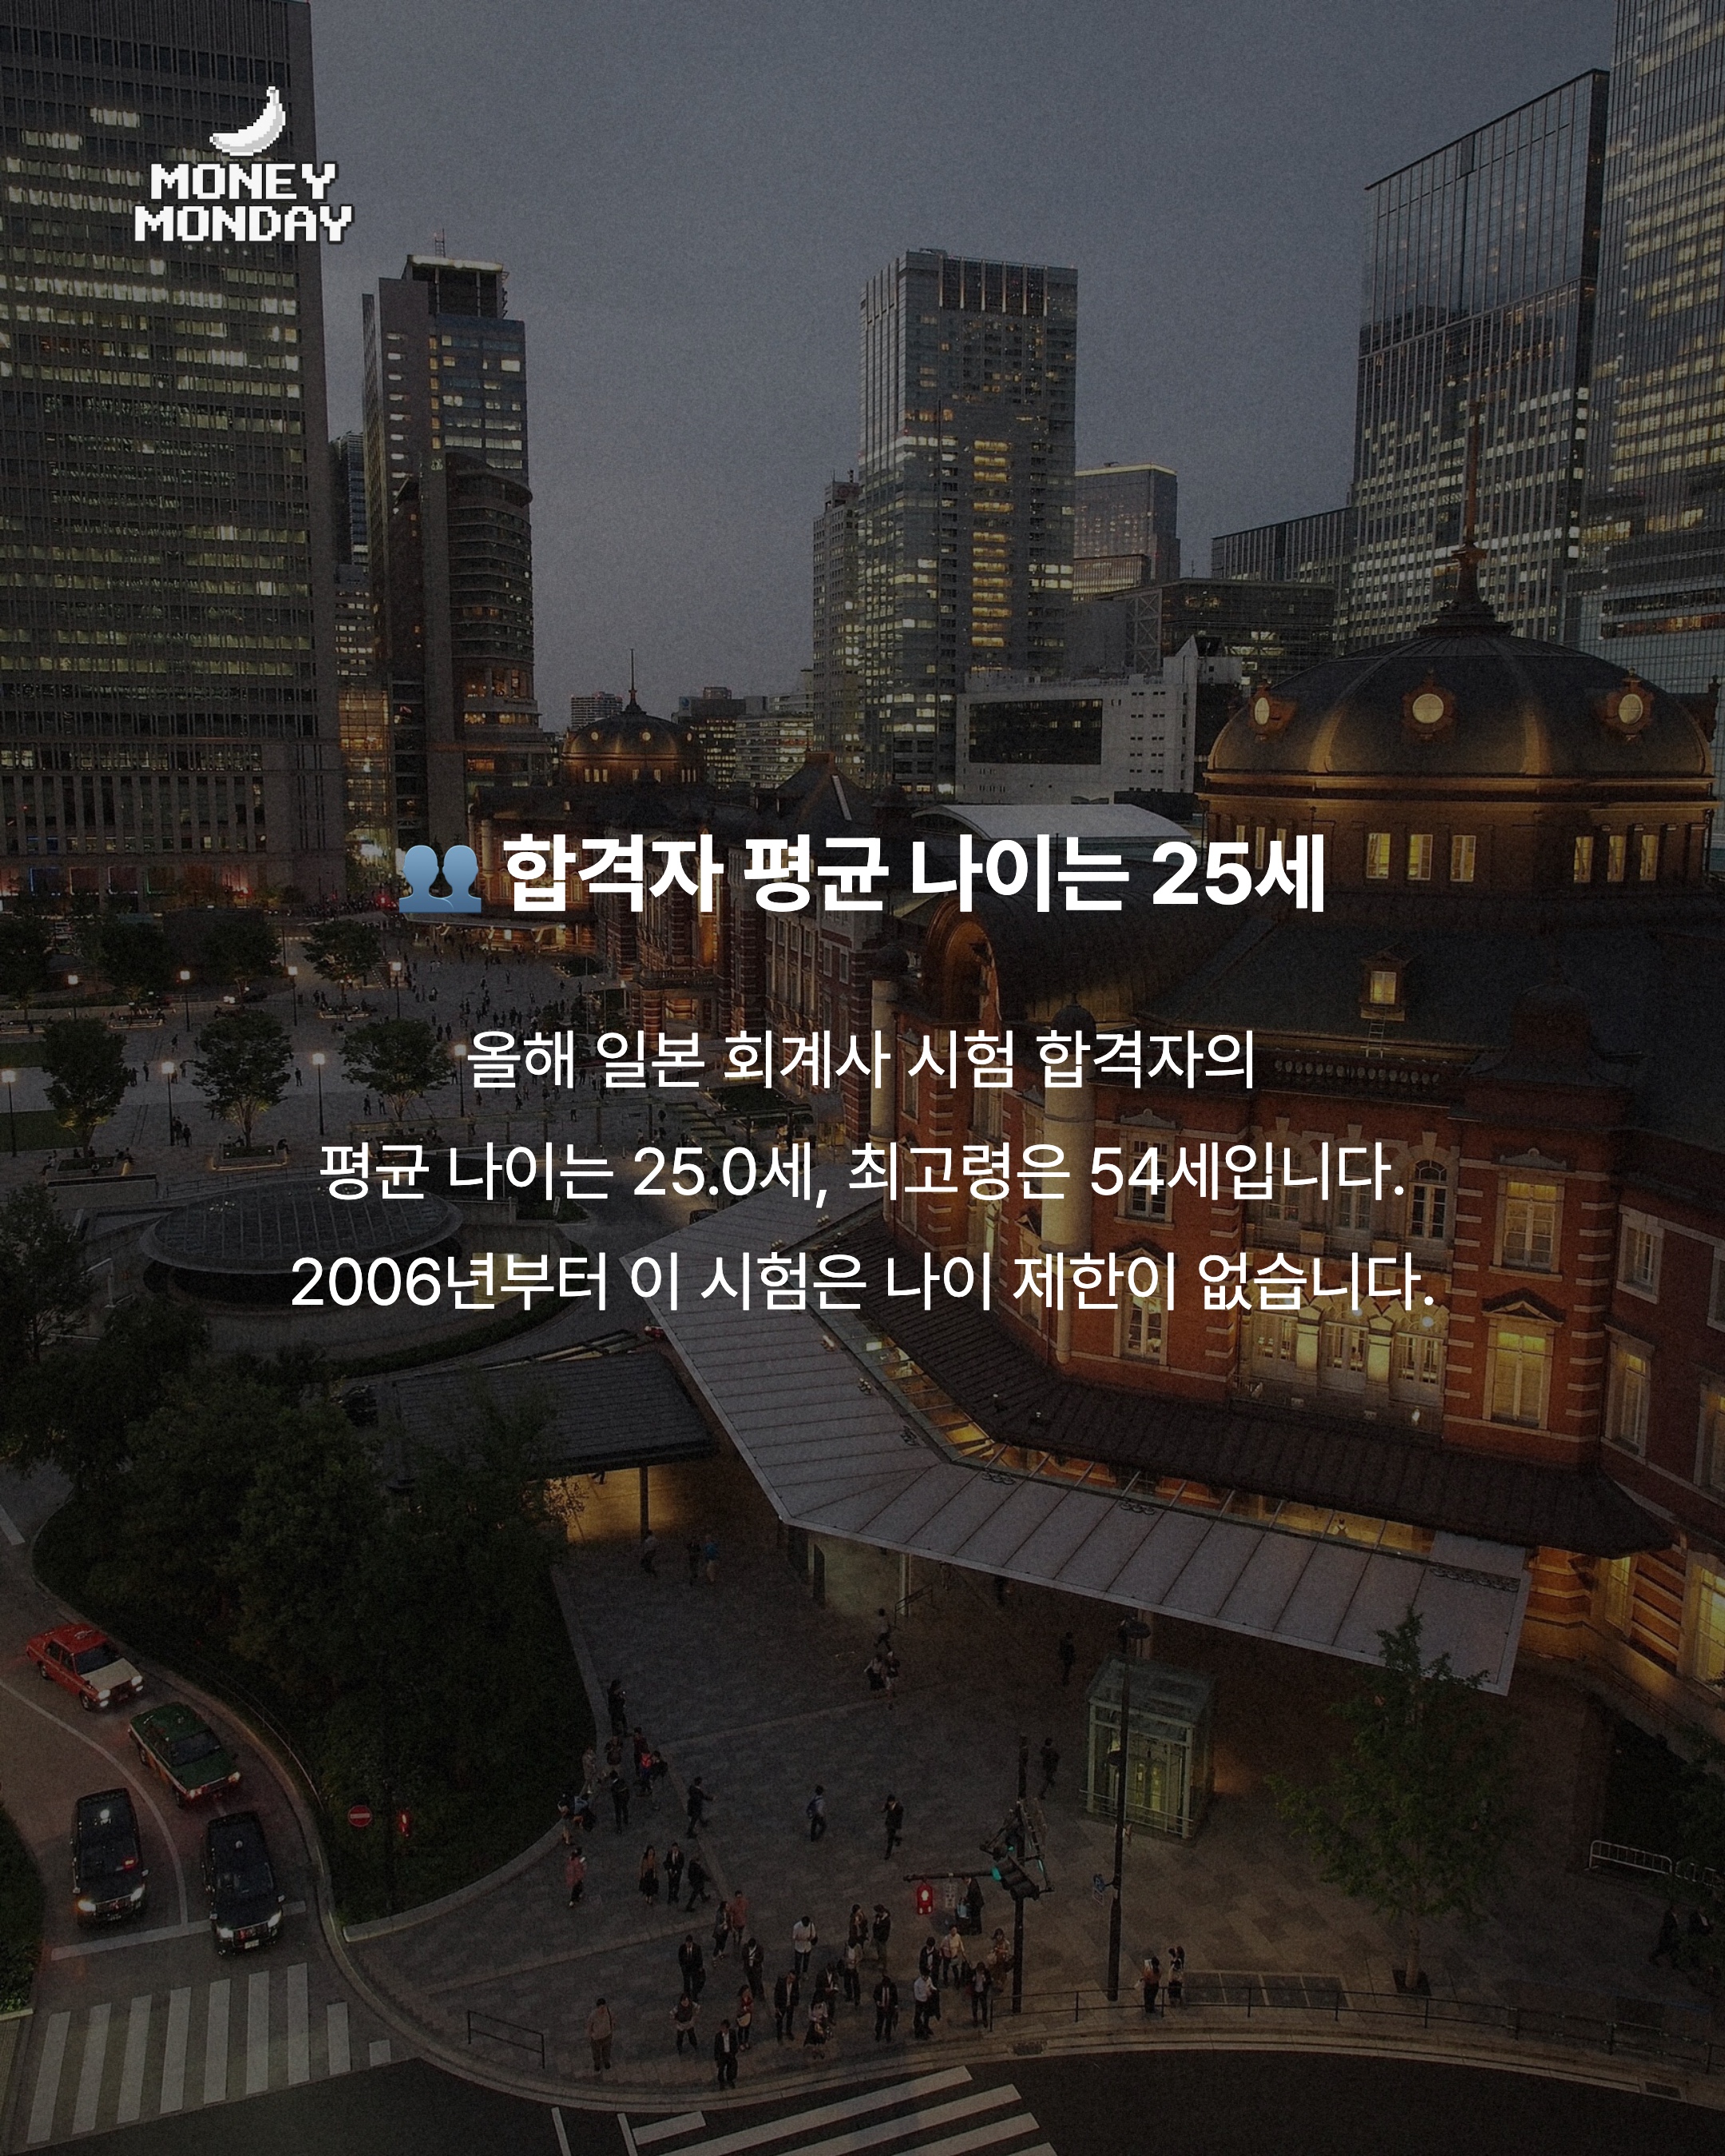 MONEY
MONDAY
👥 합격자 평균 나이는 25세
올해 일본 회계사 시험 합격자의
평균 나이는 25.0세, 최고령은 54세입니다.
2006년부터 이 시험은 나이 제한이 없습니다.